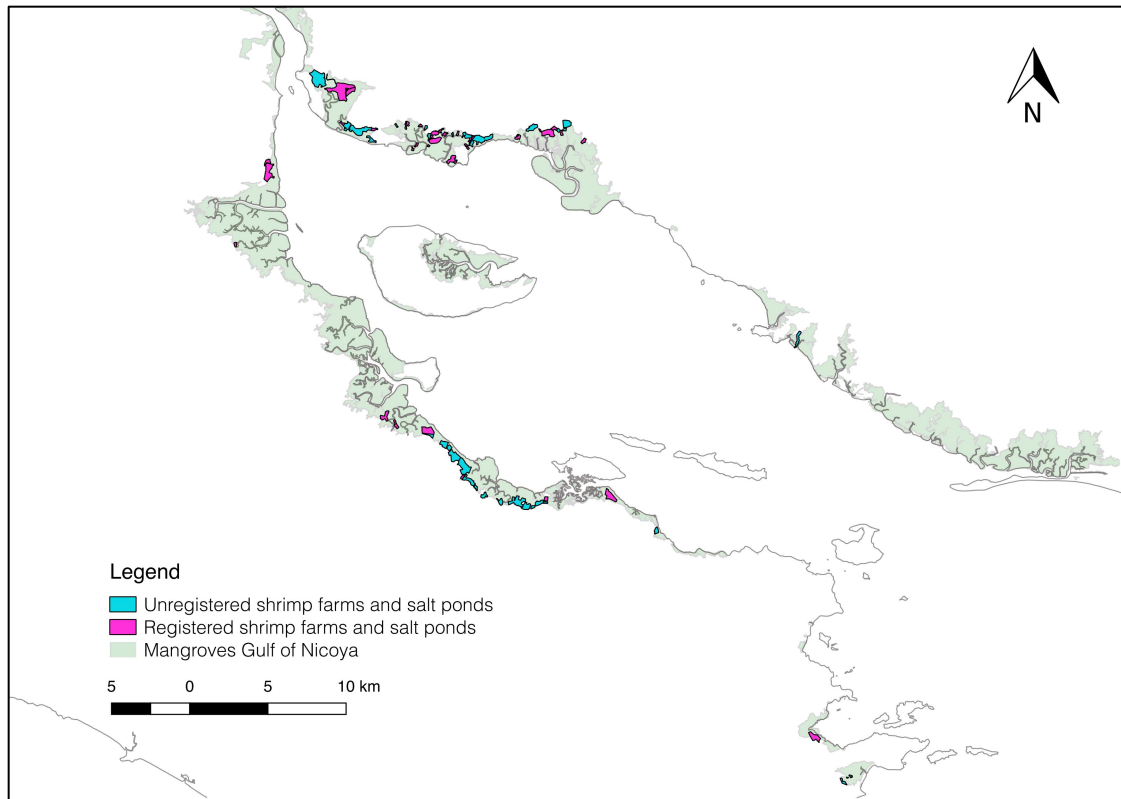 N
Legend
Unregistered shrimp farms and salt ponds
Registered shrimp farms and salt ponds
Mangroves Gulf of Nicoya
5 0 5 10 km